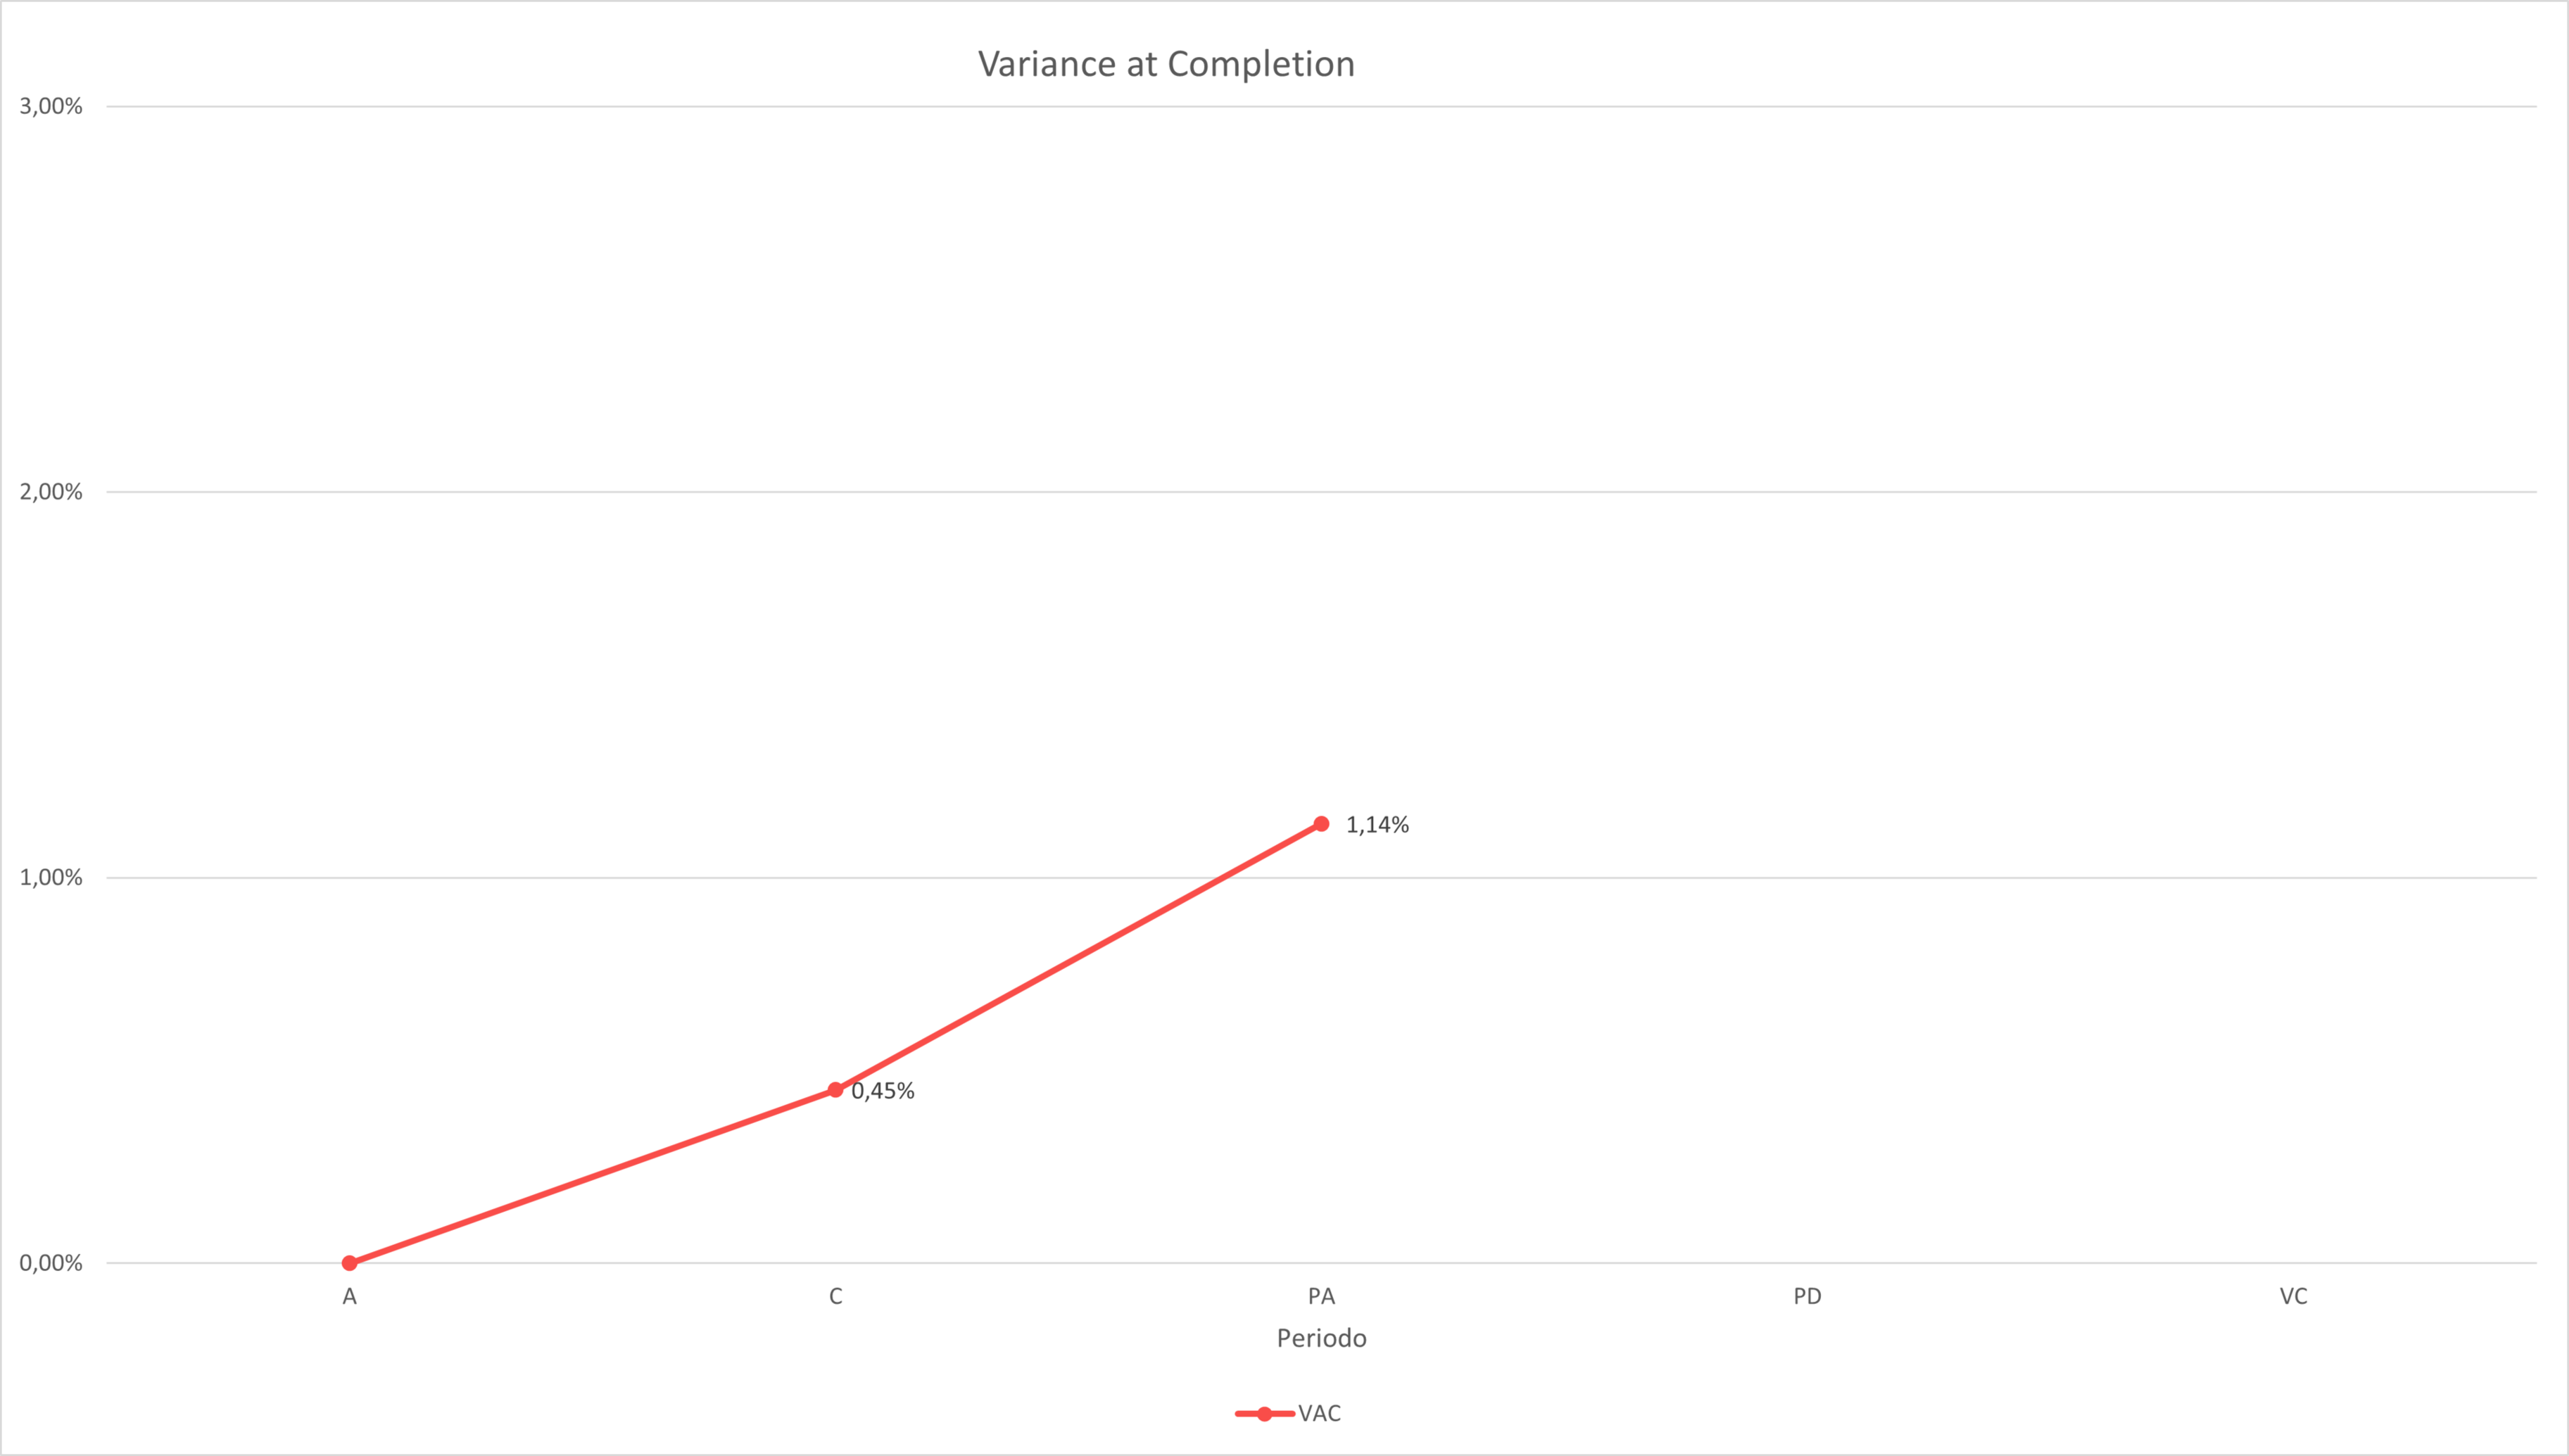 Variance at Completion
3,00%
2,00%
1,00%
0,00%
1,14%
0,45%
A C PA PD VC
Periodo
VAC